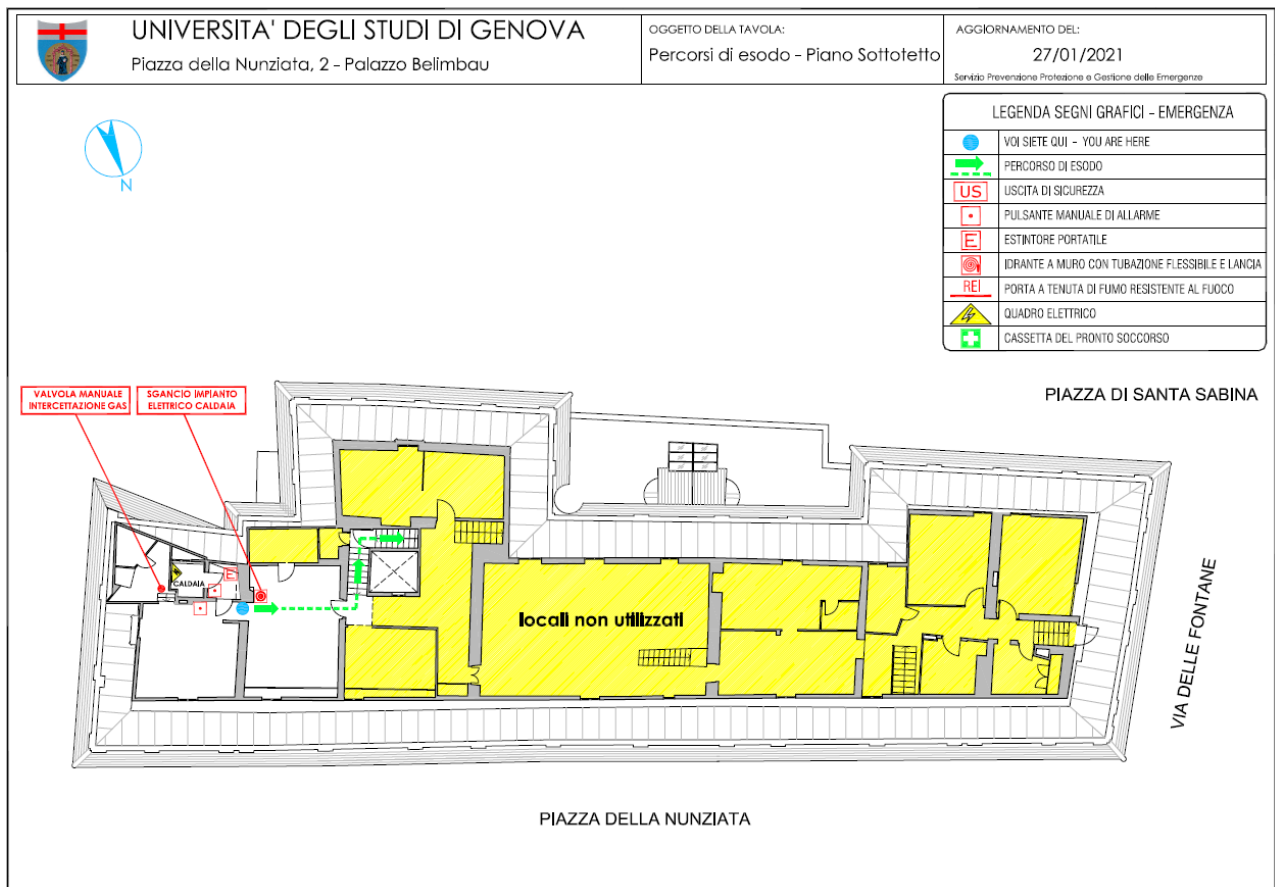 UNIVERSITA' DEGLI STUDI DI GENOVA
Piazza della Nunziata, 2 - Palazzo Belimbau
OGGETTO DELLA TAVOLA:
Percorsi di esodo - Piano Sottotetto
AGGIORNAMENTO DEL:
27/01/2021
Servizio Prevenzione Protezione e Gestione delle Emergenze
N
LEGENDA SEGNI GRAFICI - EMERGENZA
VOI SIETE QUI - YOU ARE HERE
PERCORSO DI ESODO
US USCITA DI SICUREZZA
PULSANTE MANUALE DI ALLARME
E ESTINTORE PORTATILE
IDRANTE A MURO CON TUBAZIONE FLESSIBILE E LANCIA
REI PORTA A TENUTA DI FUMO RESISTENTE AL FUOCO
QUADRO ELETTRICO
CASSETTA DEL PRONTO SOCCORSO
VALVOLA MANUALE
INTERCETTAZIONE GAS
SGANCIO IMPIANTO
ELETTRICO CALDAIA
PIAZZA DI SANTA SABINA
E
CALDAIA
locali non utilizzati
VIA DELLE FONTANE
PIAZZA DELLA NUNZIATA